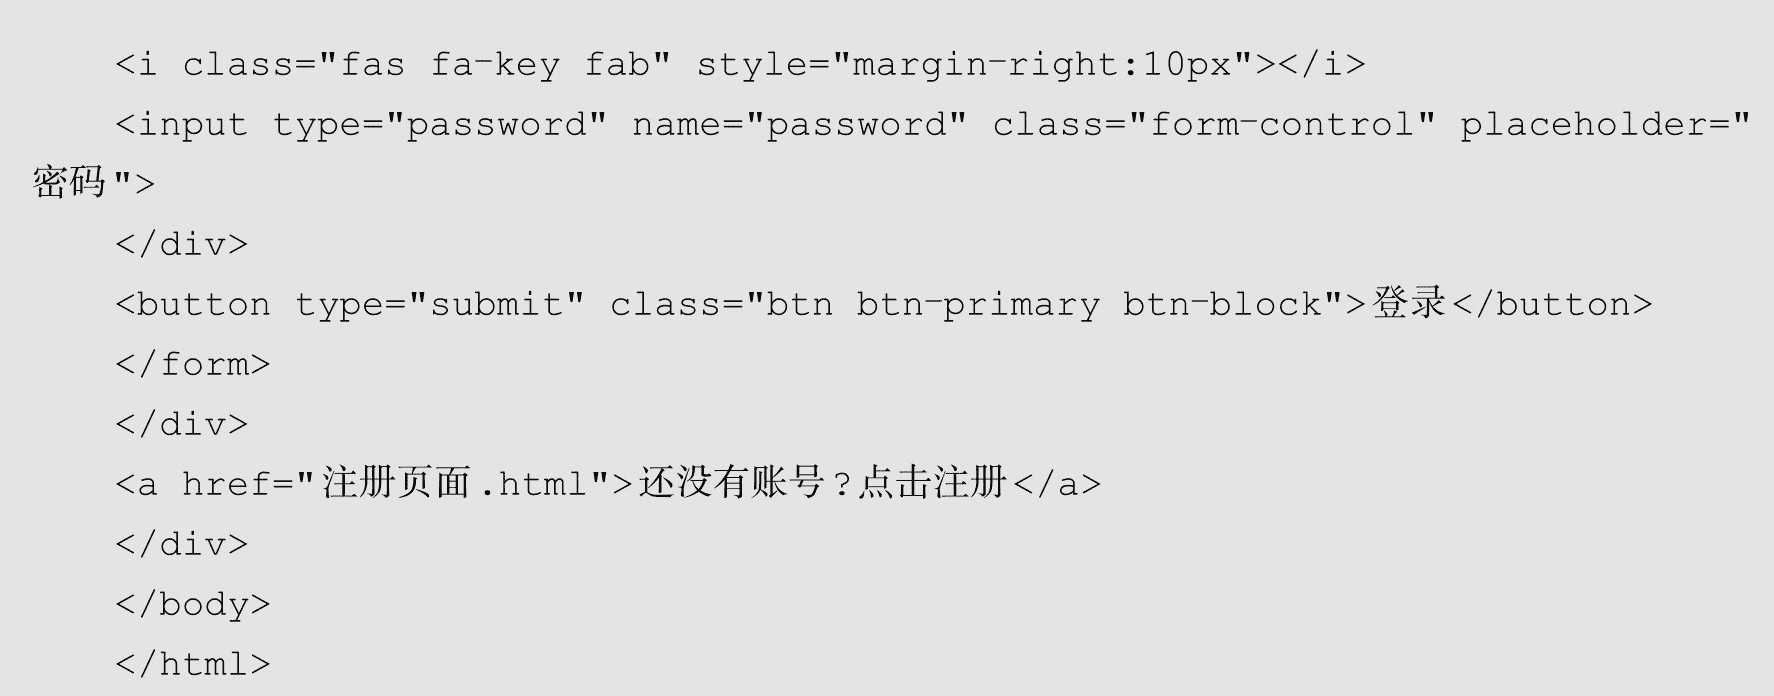 <i class="fas fa-key fab" style="margin-right:10px"></i>
<input type="password" name="password" class="form-control" placeholder="
密码">
</div>
<button type="submit" class="btn btn-primary btn-block">登录</button>
</form>
</div>
<a href="注册页面.html">还没有账号?点击注册</a>
</div>
</body>
</html>